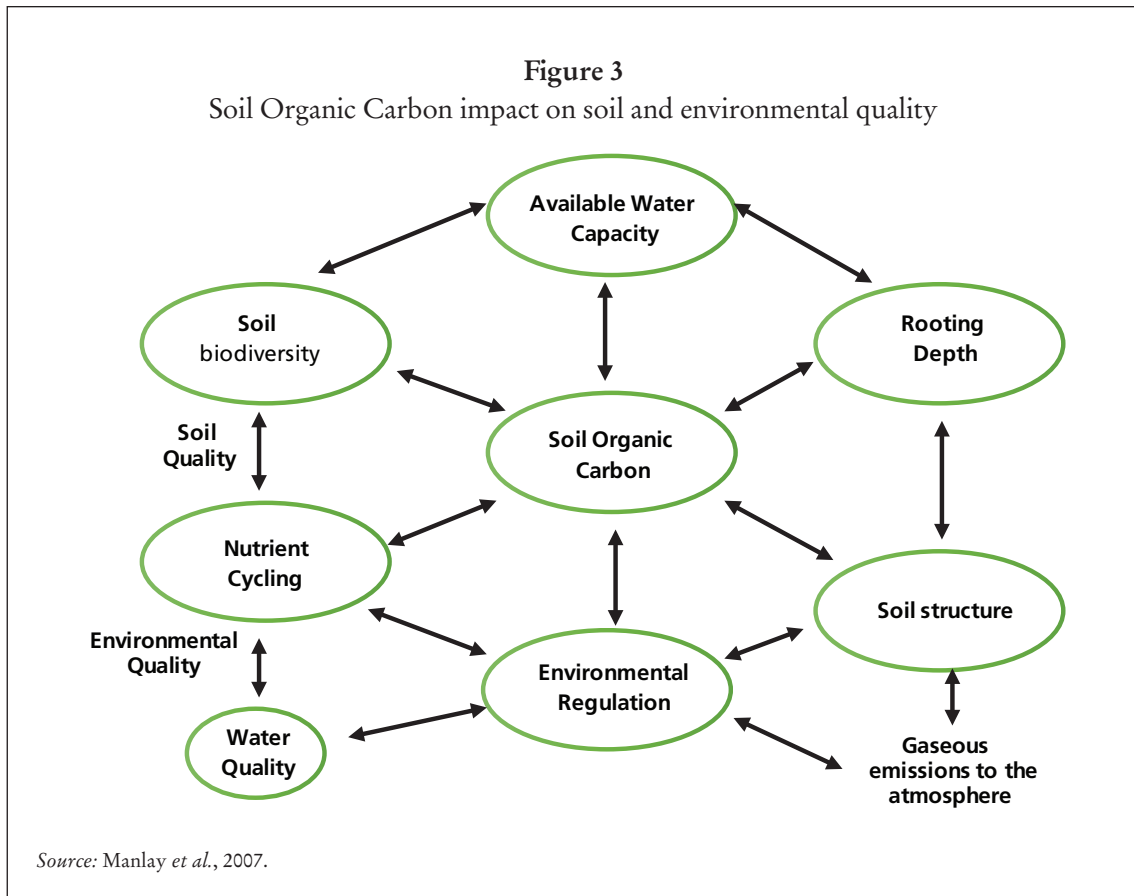 Figure 3
Soil Organic Carbon impact on soil and environmental quality
Available Water
Capacity
Soil
biodiversity
Rooting
Depth
Soil
Quality
Soil Organic
Carbon
Nutrient
Cycling
Soil structure
Environmental
Quality
Environmental
Regulation
Water
Quality
Gaseous
emissions to the
atmosphere
Source: Manlay et al., 2007.